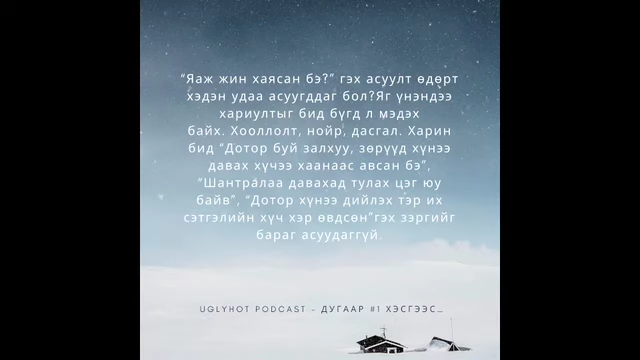 “Яаж жин хаясан бэ?” гэх асуулт өдөрт
хэдэн удаа асуугддаг бол?Яг үнэндээ
хариултыг бид бүгд л мэдэх
байх. Хооллолт, нойр, дасгал. Харин
бид “Дотор буй залхуу, зөрүүд хүнээ
давах хүчээ хаанаас авсан бэ”,
“Шантралаа давахад тулах цэг юу
байв”, “Дотор хүнээ дийлэх тэр их
сэтгэлийн хүч хэр өвдсөн”гэх зэргийг
бараг асуудаггүй.
UGLYHOT PODCAST - ДУГААР #1 ХЭСГЭЭС...